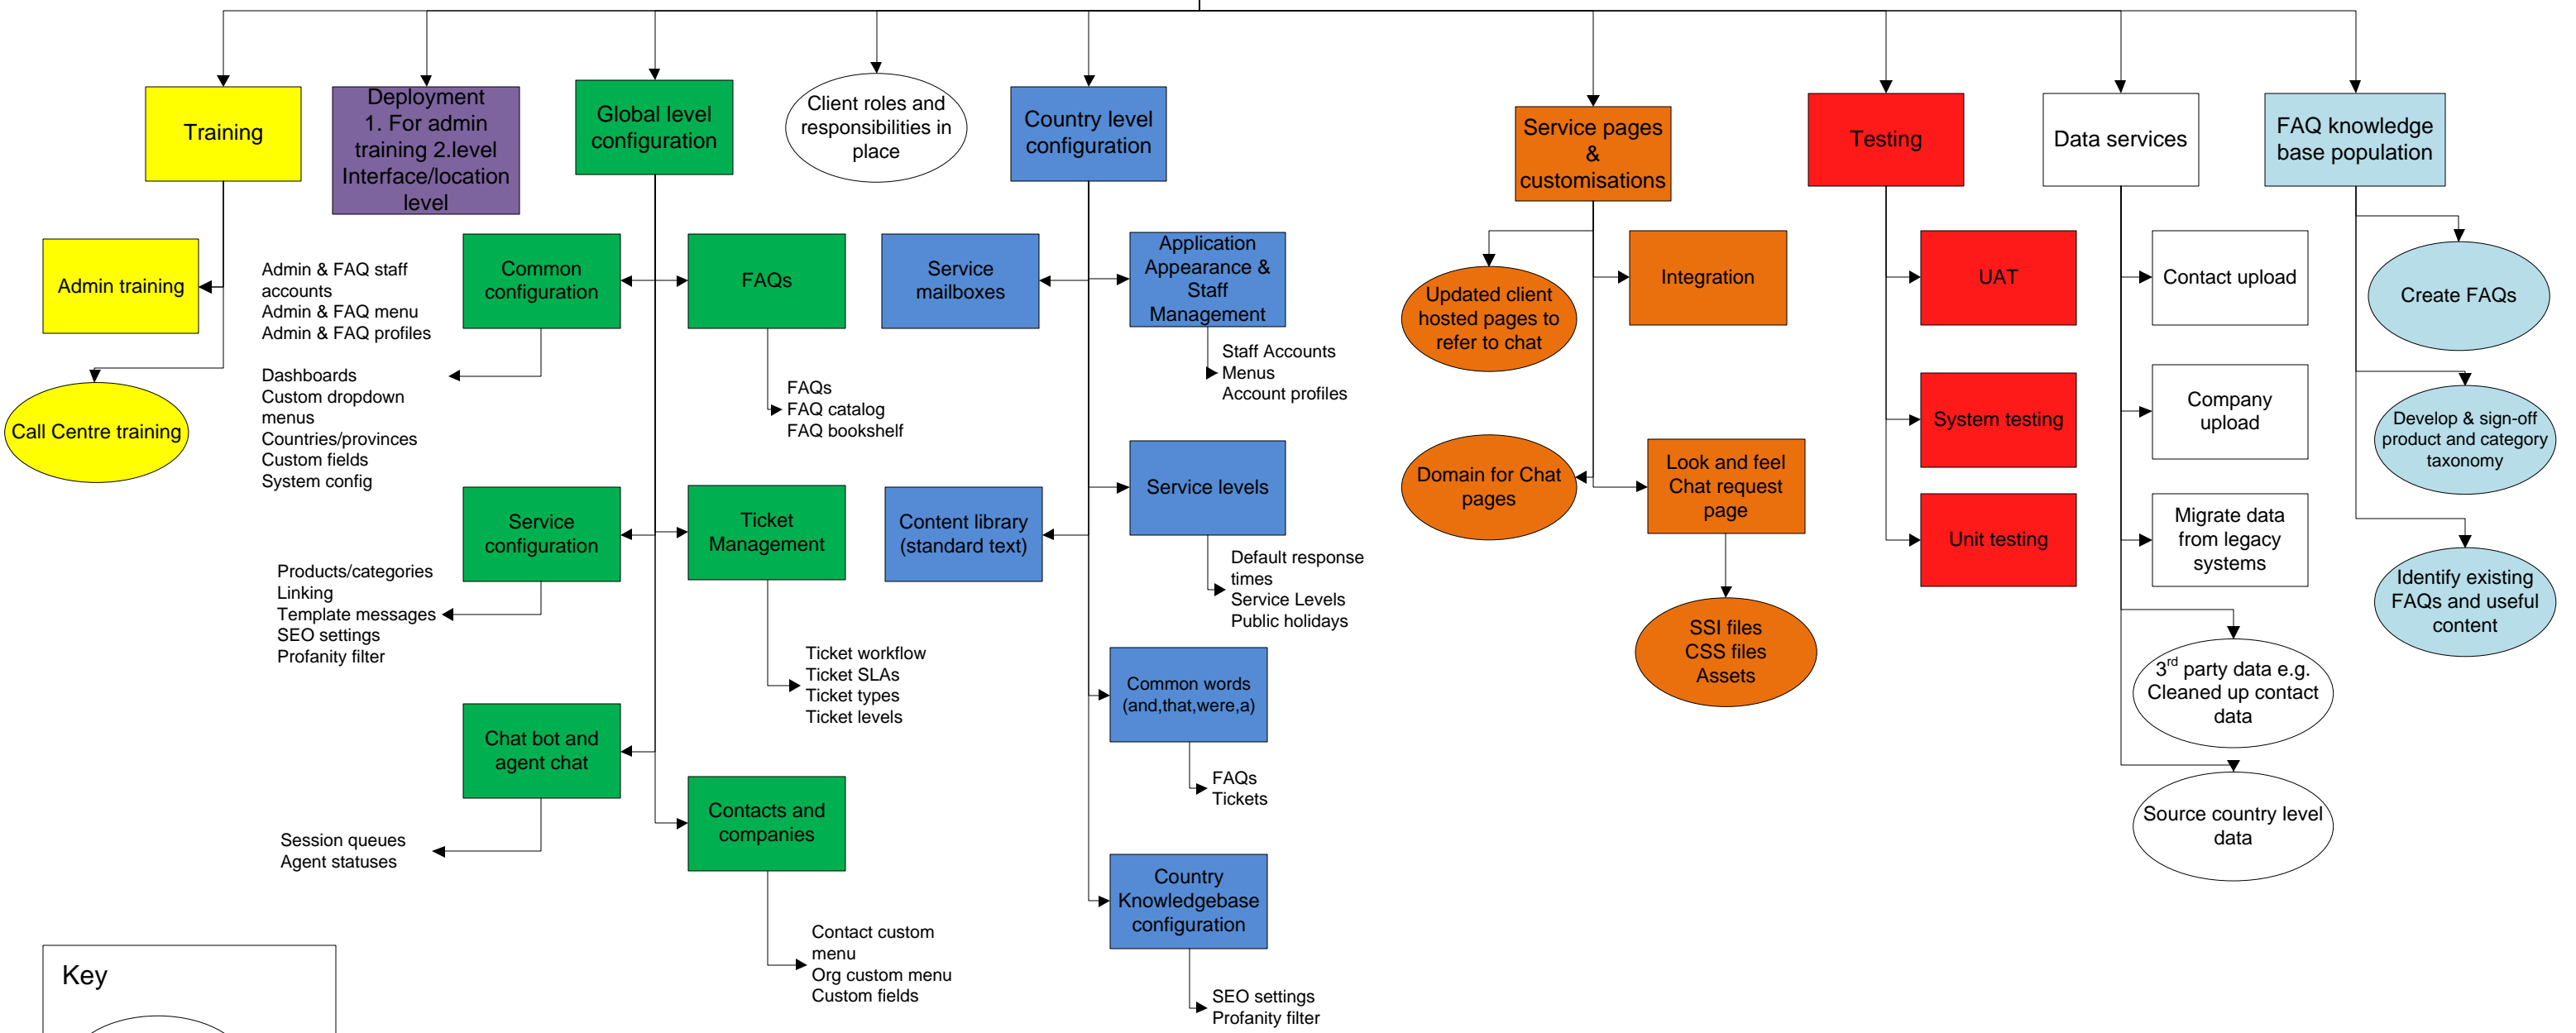 Training
Deployment
1. For admin
training 2.level
Interface/location
level
Global level
configuration
Client roles and
responsibilities in
place
Country level
configuration
Service pages
&
customisations
Testing
Data services
FAQ knowledge
base population
Admin training
Call Centre training
Admin & FAQ staff
accounts
Admin & FAQ menu
Admin & FAQ profiles
Dashboards
Custom dropdown
menus
Countries/provinces
Custom fields
System config
Common
configuration
FAQs
FAQs
FAQ catalog
FAQ bookshelf
Service
configuration
Products/categories
Linking
Template messages
SEO settings
Profanity filter
Ticket
Management
Ticket workflow
Ticket SLAs
Ticket types
Ticket levels
Chat bot and
agent chat
Session queues
Agent statuses
Contacts and
companies
Contact custom
menu
Org custom menu
Custom fields
Service
mailboxes
Application
Appearance &
Staff
Management
Staff Accounts
Menus
Account profiles
Content library
(standard text)
Service levels
Default response
times
Service Levels
Public holidays
Common words
(and,that,were,a)
FAQs
Tickets
Country
Knowledgebase
configuration
SEO settings
Profanity filter
Updated client
hosted pages to
refer to chat
Integration
Domain for Chat
pages
Look and feel
Chat request
page
SSI files
CSS files
Assets
UAT
System testing
Unit testing
Contact upload
Company
upload
Migrate data
from legacy
systems
3rd party data e.g.
Cleaned up contact
data
Source country level
data
Create FAQs
Develop & sign-off
product and category
taxonomy
Identify existing
FAQs and useful
content
Key